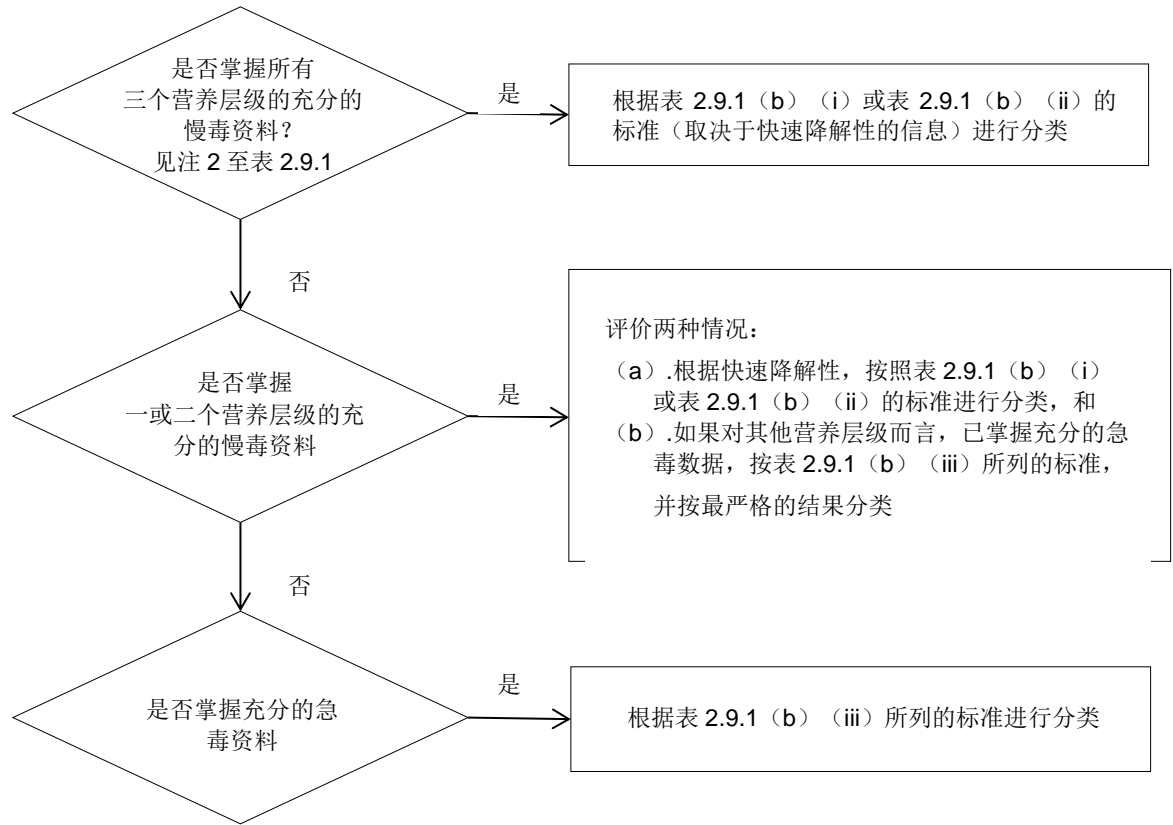 是否掌握所有
三个营养层级的充分的
慢毒资料？
见注 2 至表 2.9.1
是
根据表 2.9.1（b）（i）或表 2.9.1（b）（ii）的
标准（取决于快速降解性的信息）进行分类
否
是否掌握
一或二个营养层级的充
分的慢毒资料
是
评价两种情况：
（a）.根据快速降解性，按照表 2.9.1（b）（i）
或表 2.9.1（b）（ii）的标准进行分类，和
（b）.如果对其他营养层级而言，已掌握充分的急
毒数据，按表 2.9.1（b）（iii）所列的标准，
并按最严格的结果分类
否
是否掌握充分的急
毒资料
是
根据表 2.9.1（b）（iii）所列的标准进行分类